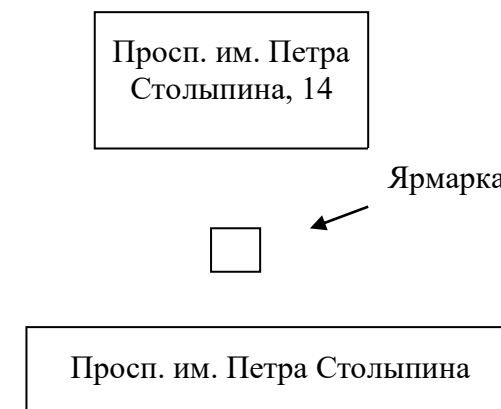 Просп. им. Петра
Столыпина, 14
Ярмарка
Просп. им. Петра Столыпина